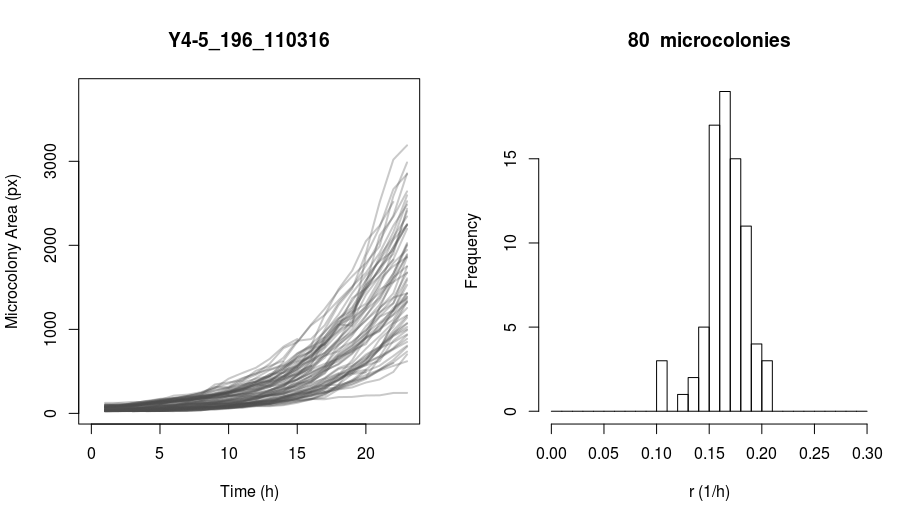 Y4-5_196_110316
Microcolony Area (px)
3000
2000
1000
0
0 5 10 15 20
Time (h)
80 microcolonies
Frequency
15
10
5
0
0.00 0.05 0.10 0.15 0.20 0.25 0.30
r (1/h)